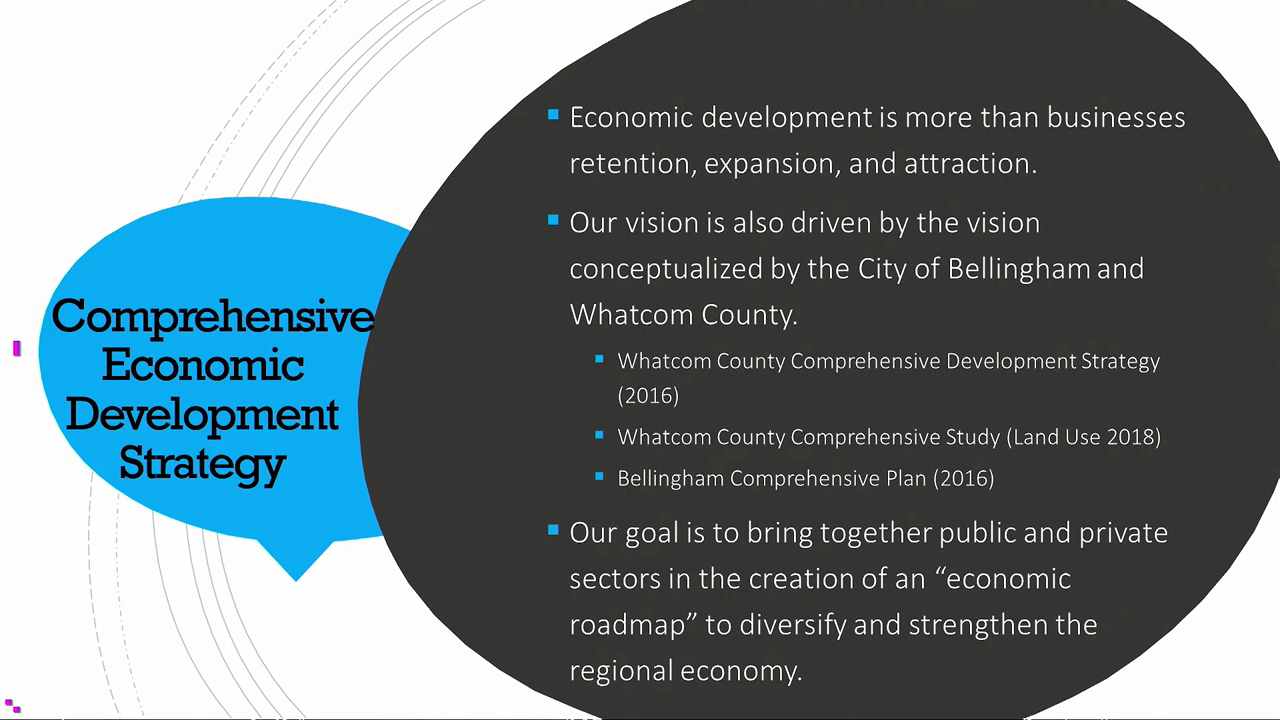 Comprehensive
Economic
Development
Strategy
Economic development is more than businesses
retention, expansion, and attraction.
Our vision is also driven by the vision
conceptualized by the City of Bellingham and
Whatcom County.
Whatcom County Comprehensive Development Strategy
(2016)
Whatcom County Comprehensive Study (Land Use 2018)
Bellingham Comprehensive Plan (2016)
Our goal is to bring together public and private
sectors in the creation of an “economic
roadmap” to diversify and strengthen the
regional economy.